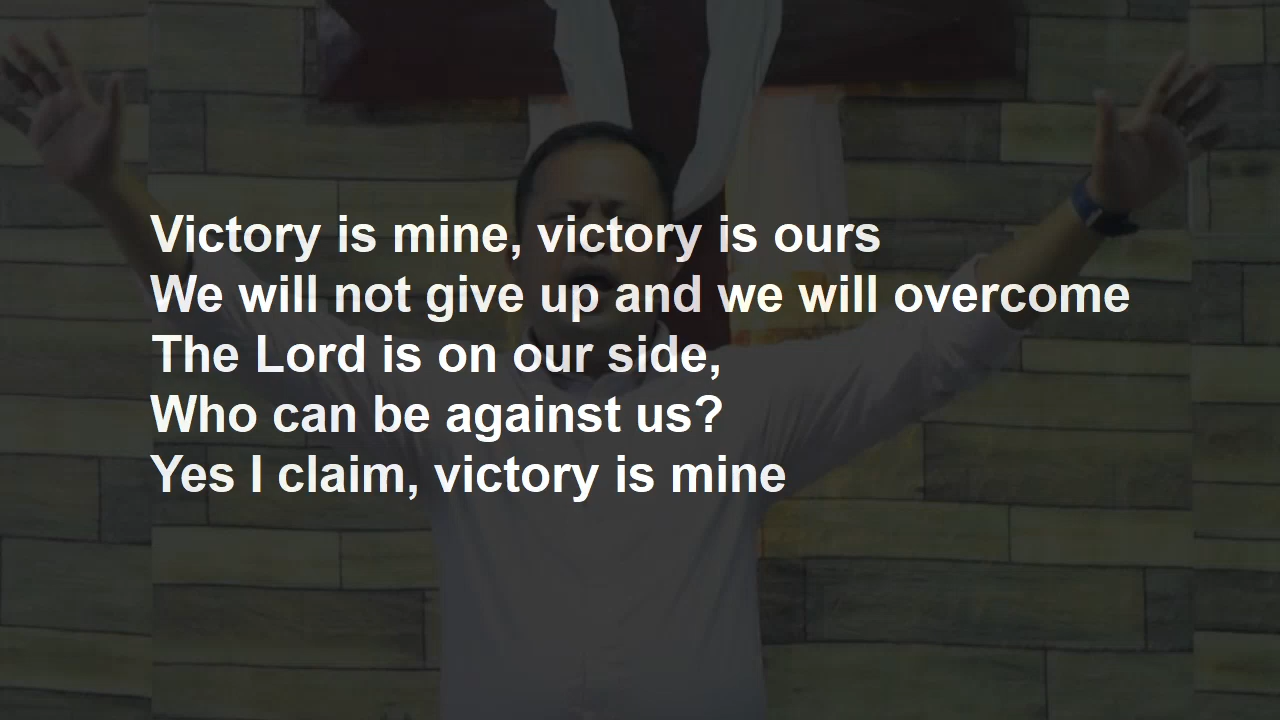 Victory is mine, victory is ours
We will not give up and we will overcome
The Lord is on our side,
Who can be against us?
Yes I claim, victory is mine